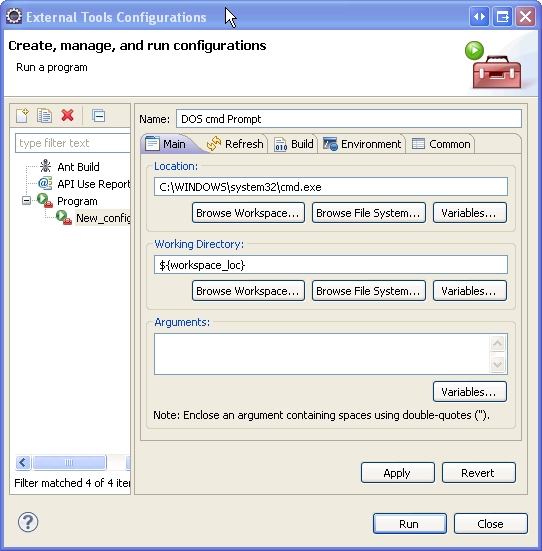 External Tools Configurations
Create, manage, and run configurations
Run a program
Name: DOS cmd Prompt
type filter text
Main Refresh Build Environment Common
Ant Build
API Use Report
Program
New_config
Location:
C:\WINDOWS\system32\cmd.exe
Browse Workspace... Browse File System... Variables...
Working Directory:
${workspace_loc}
Browse Workspace... Browse File System... Variables...
Arguments:
Variables...
Note: Enclose an argument containing spaces using double-quotes (").
Filter matched 4 of 4 iter
Apply Revert
Run Close